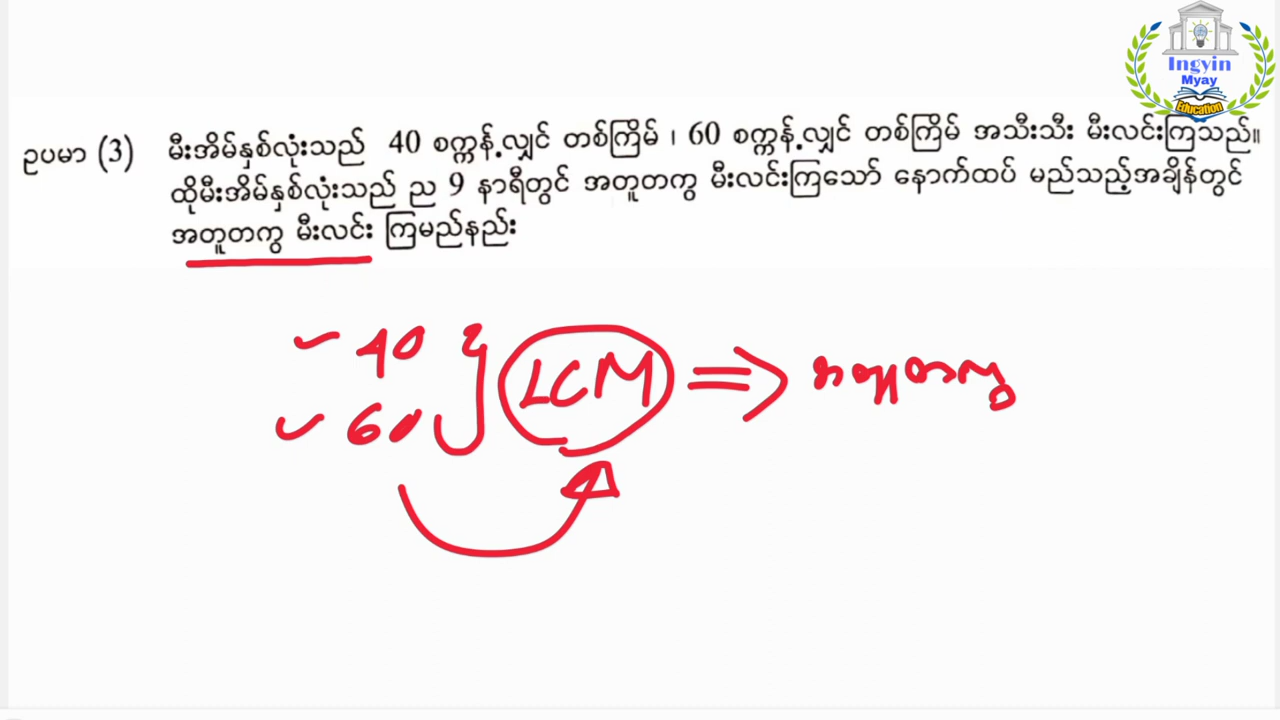 Ingyin
Myay
Education
ဥပမာ (3) မီးအိမ်နှစ်လုံးသည် 40 စက္ကန့်လျှင် တစ်ကြိမ် ၊ 60 စက္ကန့်လျှင် တစ်ကြိမ် အသီးသီး မီးလင်းကြသည်။
ထိုမီးအိမ်နှစ်လုံးသည် ည 9 နာရီတွင် အတူတကွ မီးလင်းကြသော် နောက်ထပ် မည်သည့်အချိန်တွင်
အတူတကွ မီးလင်း ကြမည်နည်း
40
60
LCM ⇒ အတူတကွ